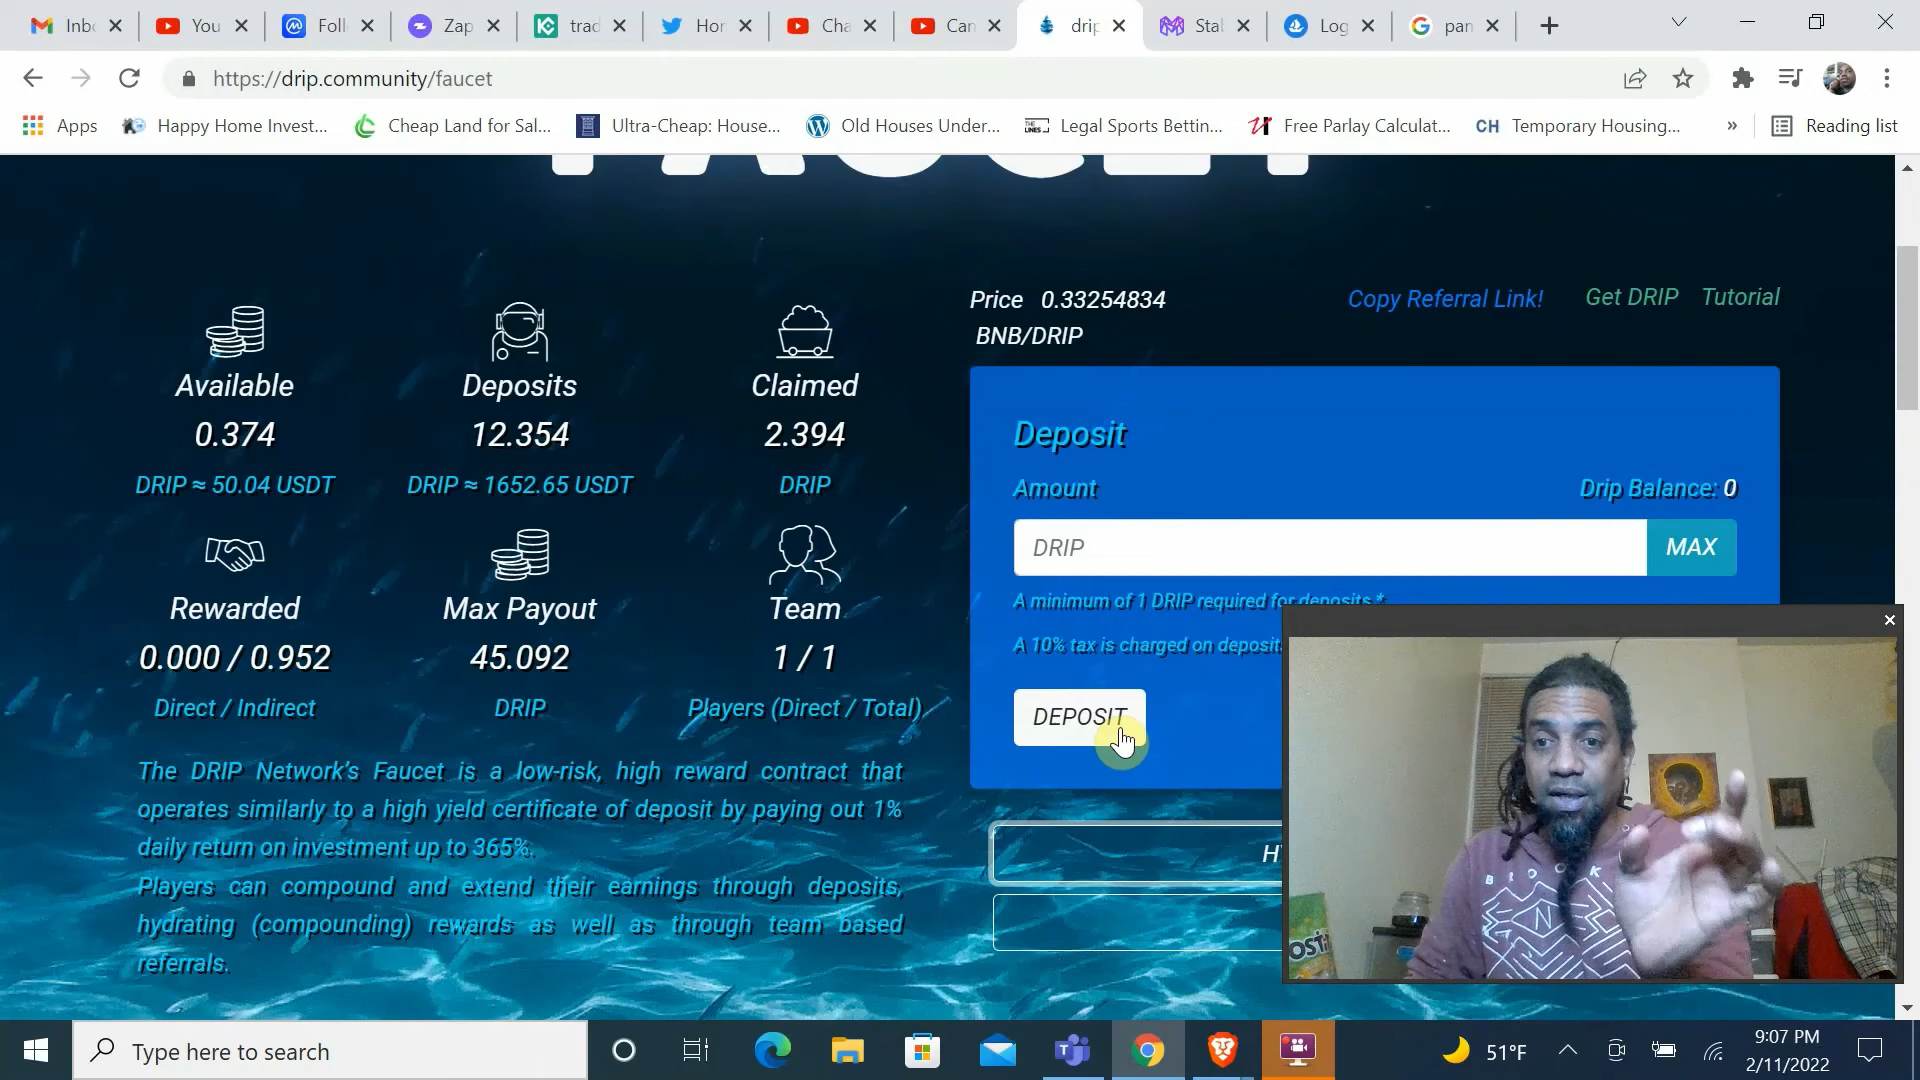 Inbo
You
Foll
Zap
trad
Hor
Cha
Can
drip
Stal
Log
pan
https://drip.community/faucet
Apps
Happy Home Invest...
Cheap Land for Sal...
Ultra-Cheap: House...
Old Houses Under...
Legal Sports Bettin...
Free Parlay Calculat...
CH Temporary Housing...
»
Reading list
FAUCET
Available
0.374
DRIP ≈ 50.04 USDT
Deposits
12.354
DRIP ≈ 1652.65 USDT
Claimed
2.394
DRIP
Rewarded
0.000 / 0.952
Direct / Indirect
Max Payout
45.092
DRIP
Team
1 / 1
Players (Direct / Total)
The DRIP Network's Faucet is a low-risk, high reward contract that
operates similarly to a high yield certificate of deposit by paying out 1%
daily return on investment up to 365%.
Players can compound and extend their earnings through deposits,
hydrating (compounding) rewards as well as through team based
referrals.
Price 0.33254834
BNB/DRIP
Copy Referral Link!
Get DRIP
Tutorial
Deposit
Amount
Drip Balance: 0
DRIP
MAX
A minimum of 1 DRIP required for deposits *
A 10% tax is charged on deposit
DEPOSIT
BROOK
Type here to search
51°F
9:07 PM
2/11/2022